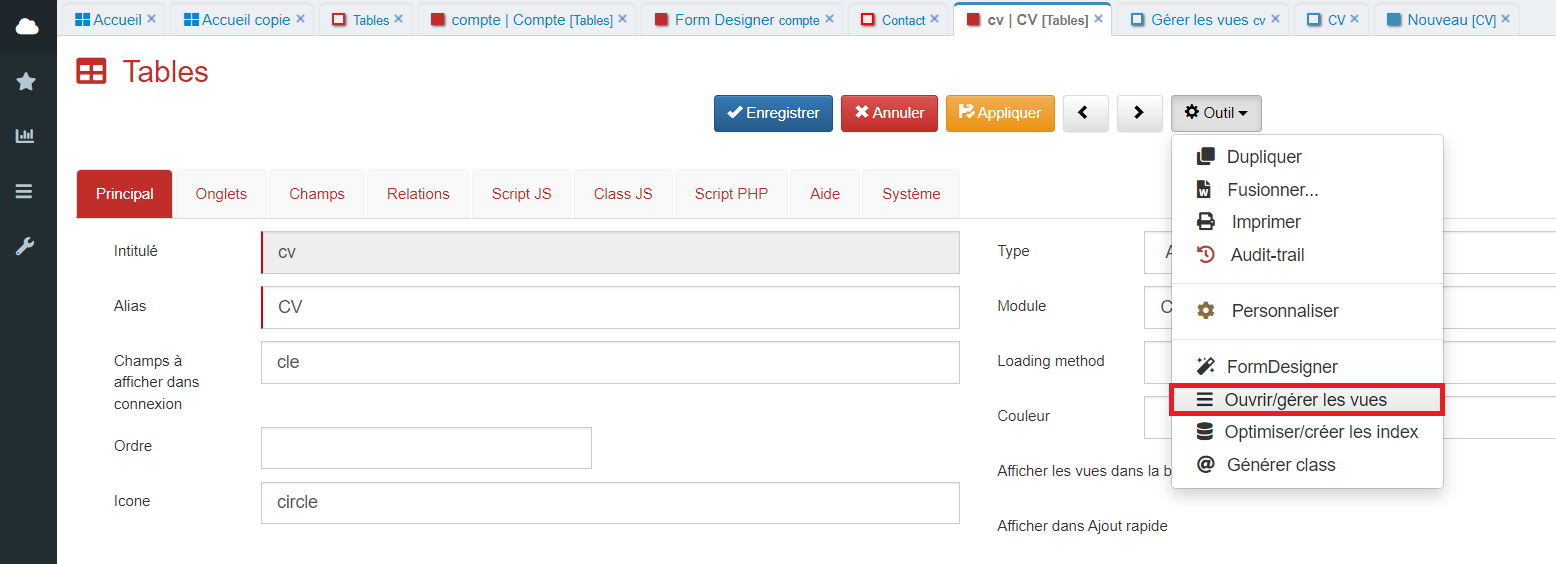 Accueil × Accueil copie × Tables × compte | Compte [Tables] × Form Designer compte × Contact × cv | CV [Tables] × Gérer les vues cv × CV × Nouveau [CV] ×
Tables
Enregistrer Annuler Appliquer Outil
Dupliquer
Fusionner...
Imprimer
Audit-trail
Personnaliser
FormDesigner
Ouvrir/gérer les vues
Optimiser/créer les index
Générer class
Principal Onglets Champs Relations Script JS Class JS Script PHP Aide Système
Intitulé cv
Alias CV
Champs à
afficher dans
connexion
cle
Ordre
Icone circle
Type
Module C
Loading method
Couleur
Afficher les vues dans la b
Afficher dans Ajout rapide